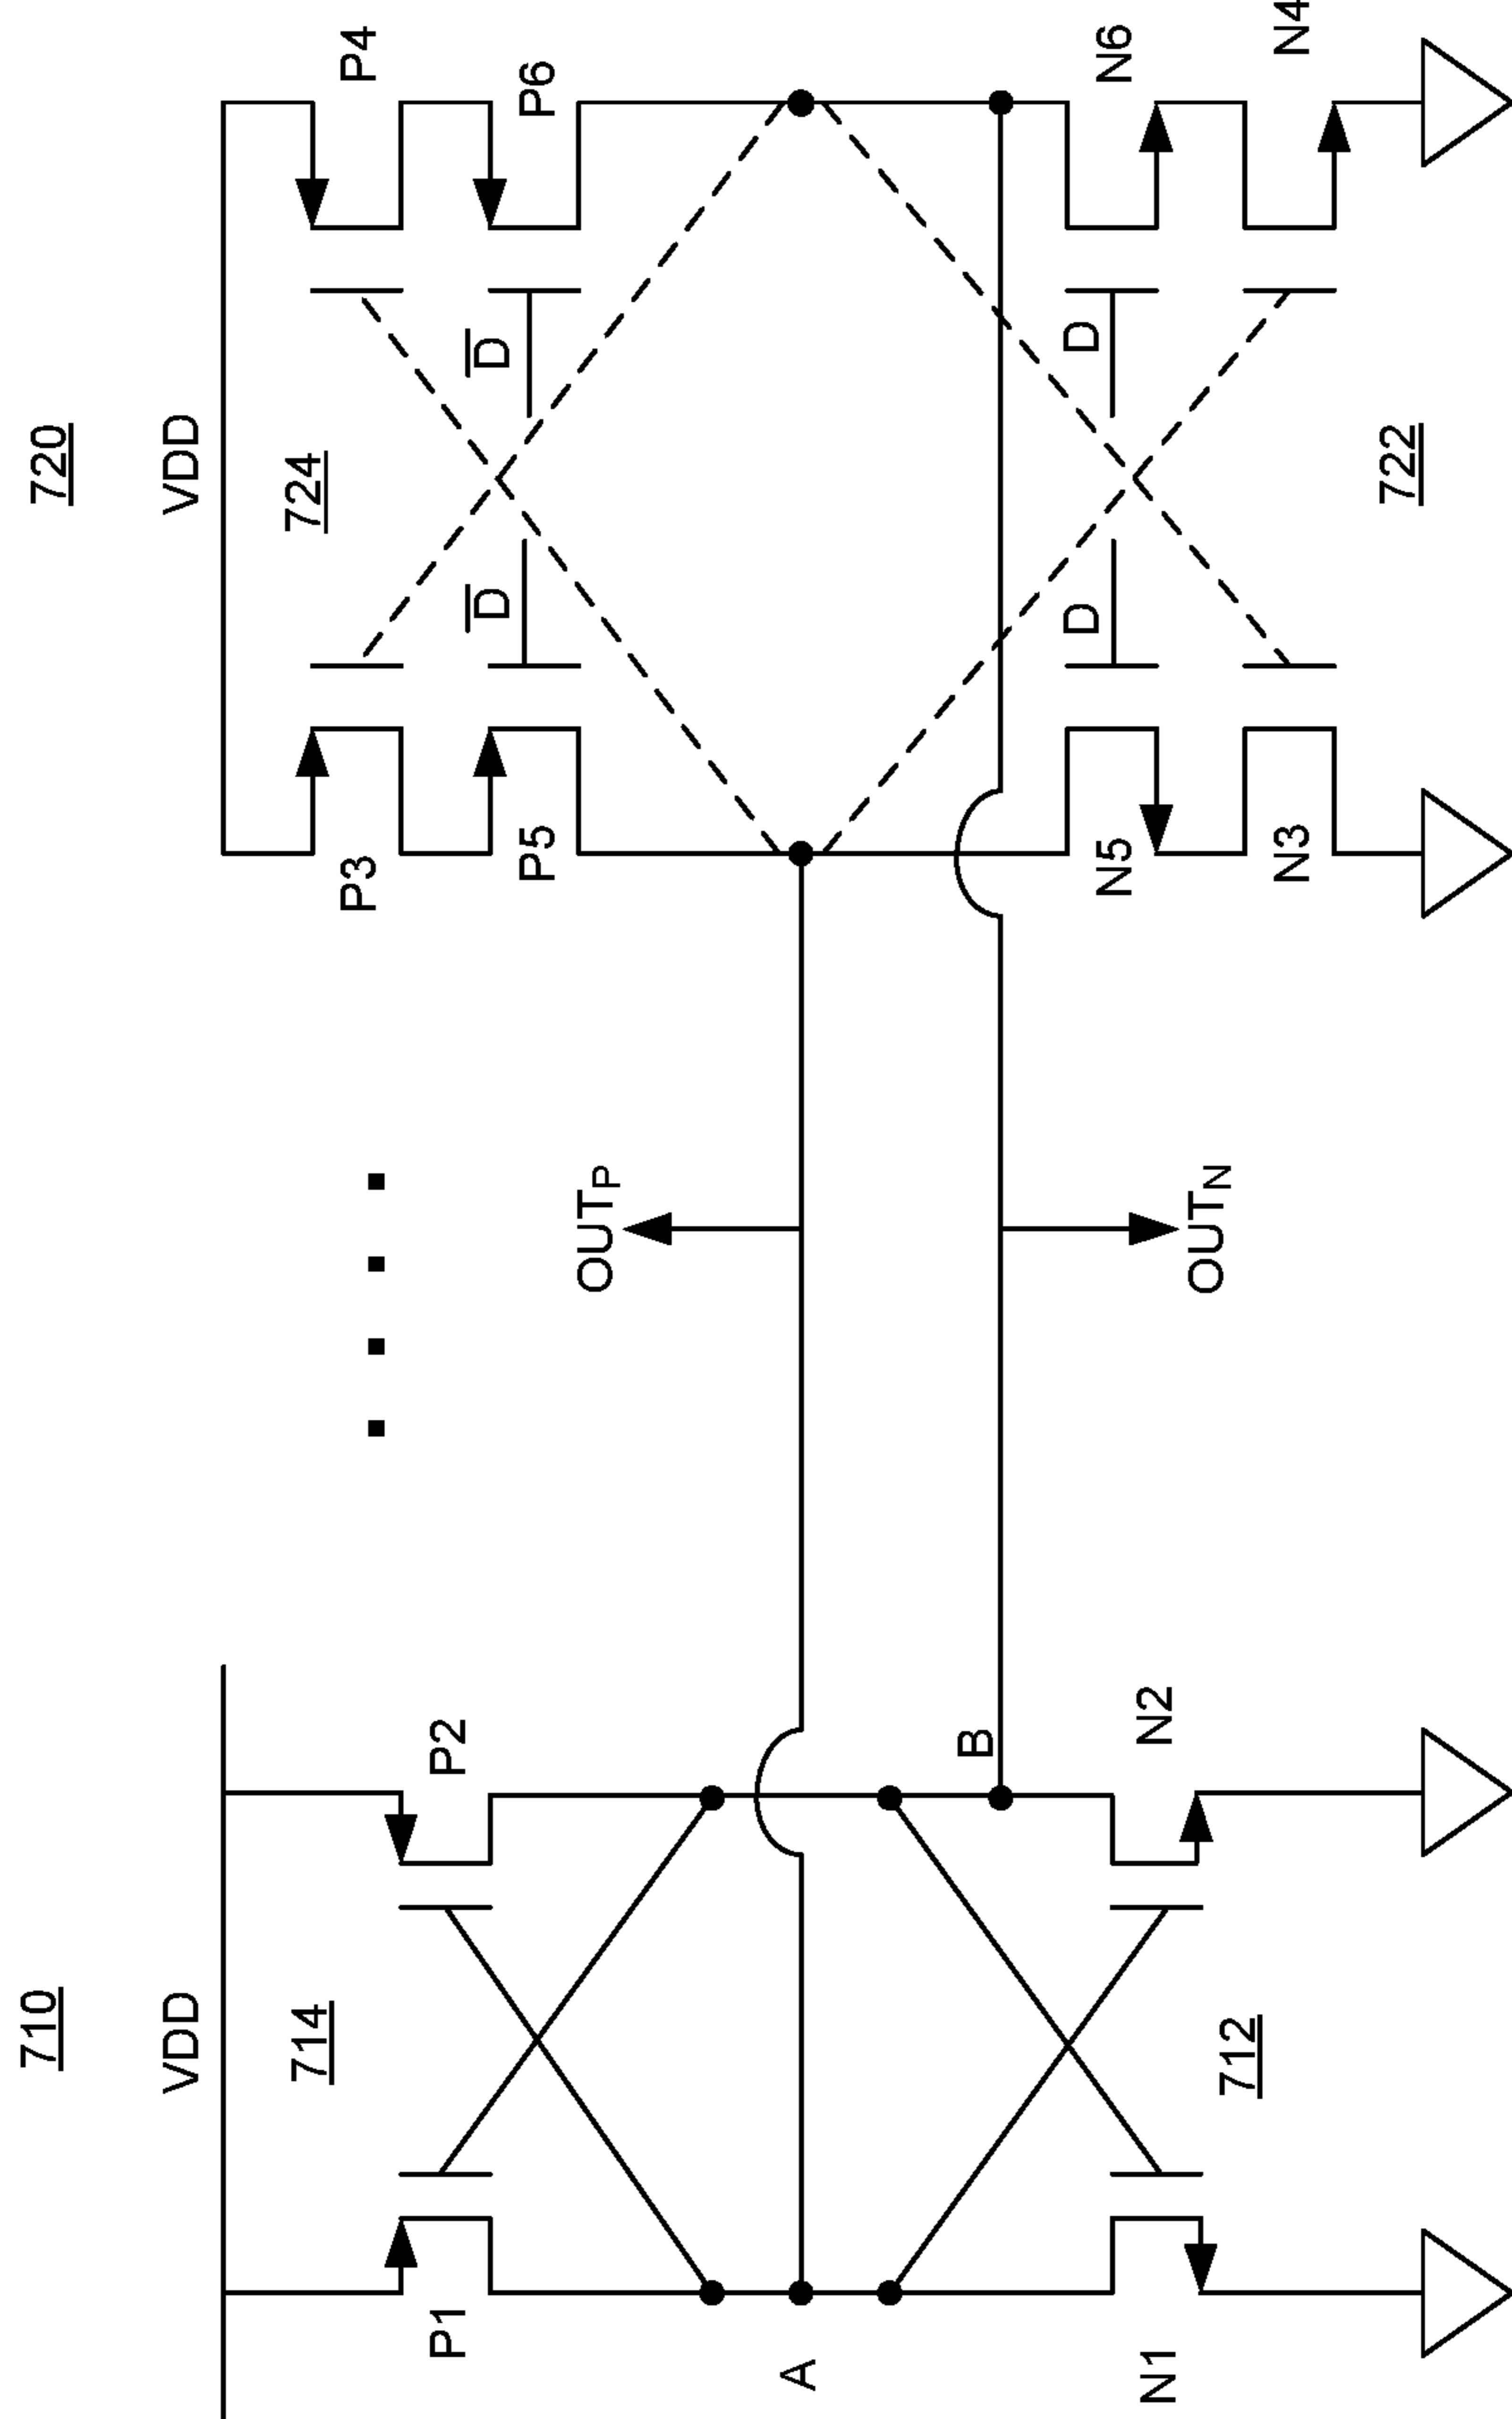 710
720
VDD
VDD
714
724
P3
P4
P1
P2
D̅
D̅
P5
P6
OUTP
A
B
D
D
N5
N6
N1
N2
OUTN
712
N3
N4
722